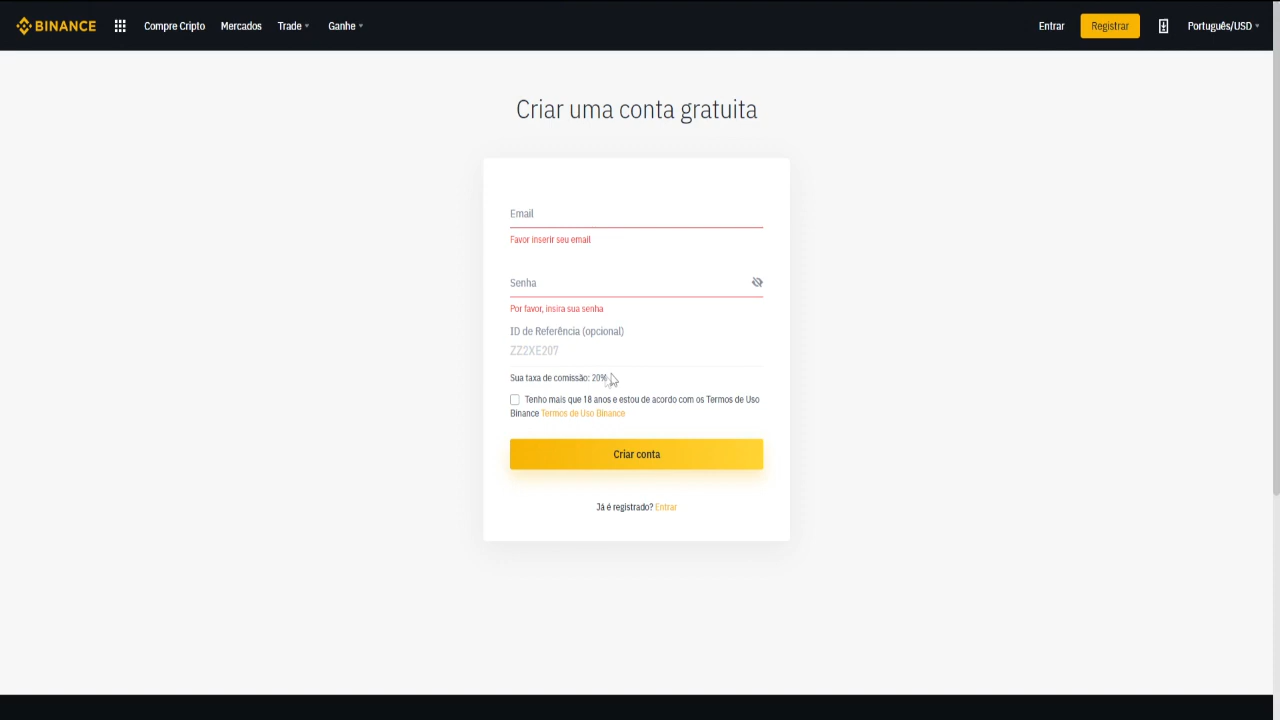 BINANCE Compre Cripto Mercados Trade Ganhe Entrar Registrar Português/USD
Criar uma conta gratuita
Email
Favor inserir seu email
Senha
Por favor, insira sua senha
ID de Referência (opcional)
ZZ2XE207
Sua taxa de comissão: 20%
Tenho mais que 18 anos e estou de acordo com os Termos de Uso
Binance Termos de Uso Binance
Criar conta
Já é registrado? Entrar